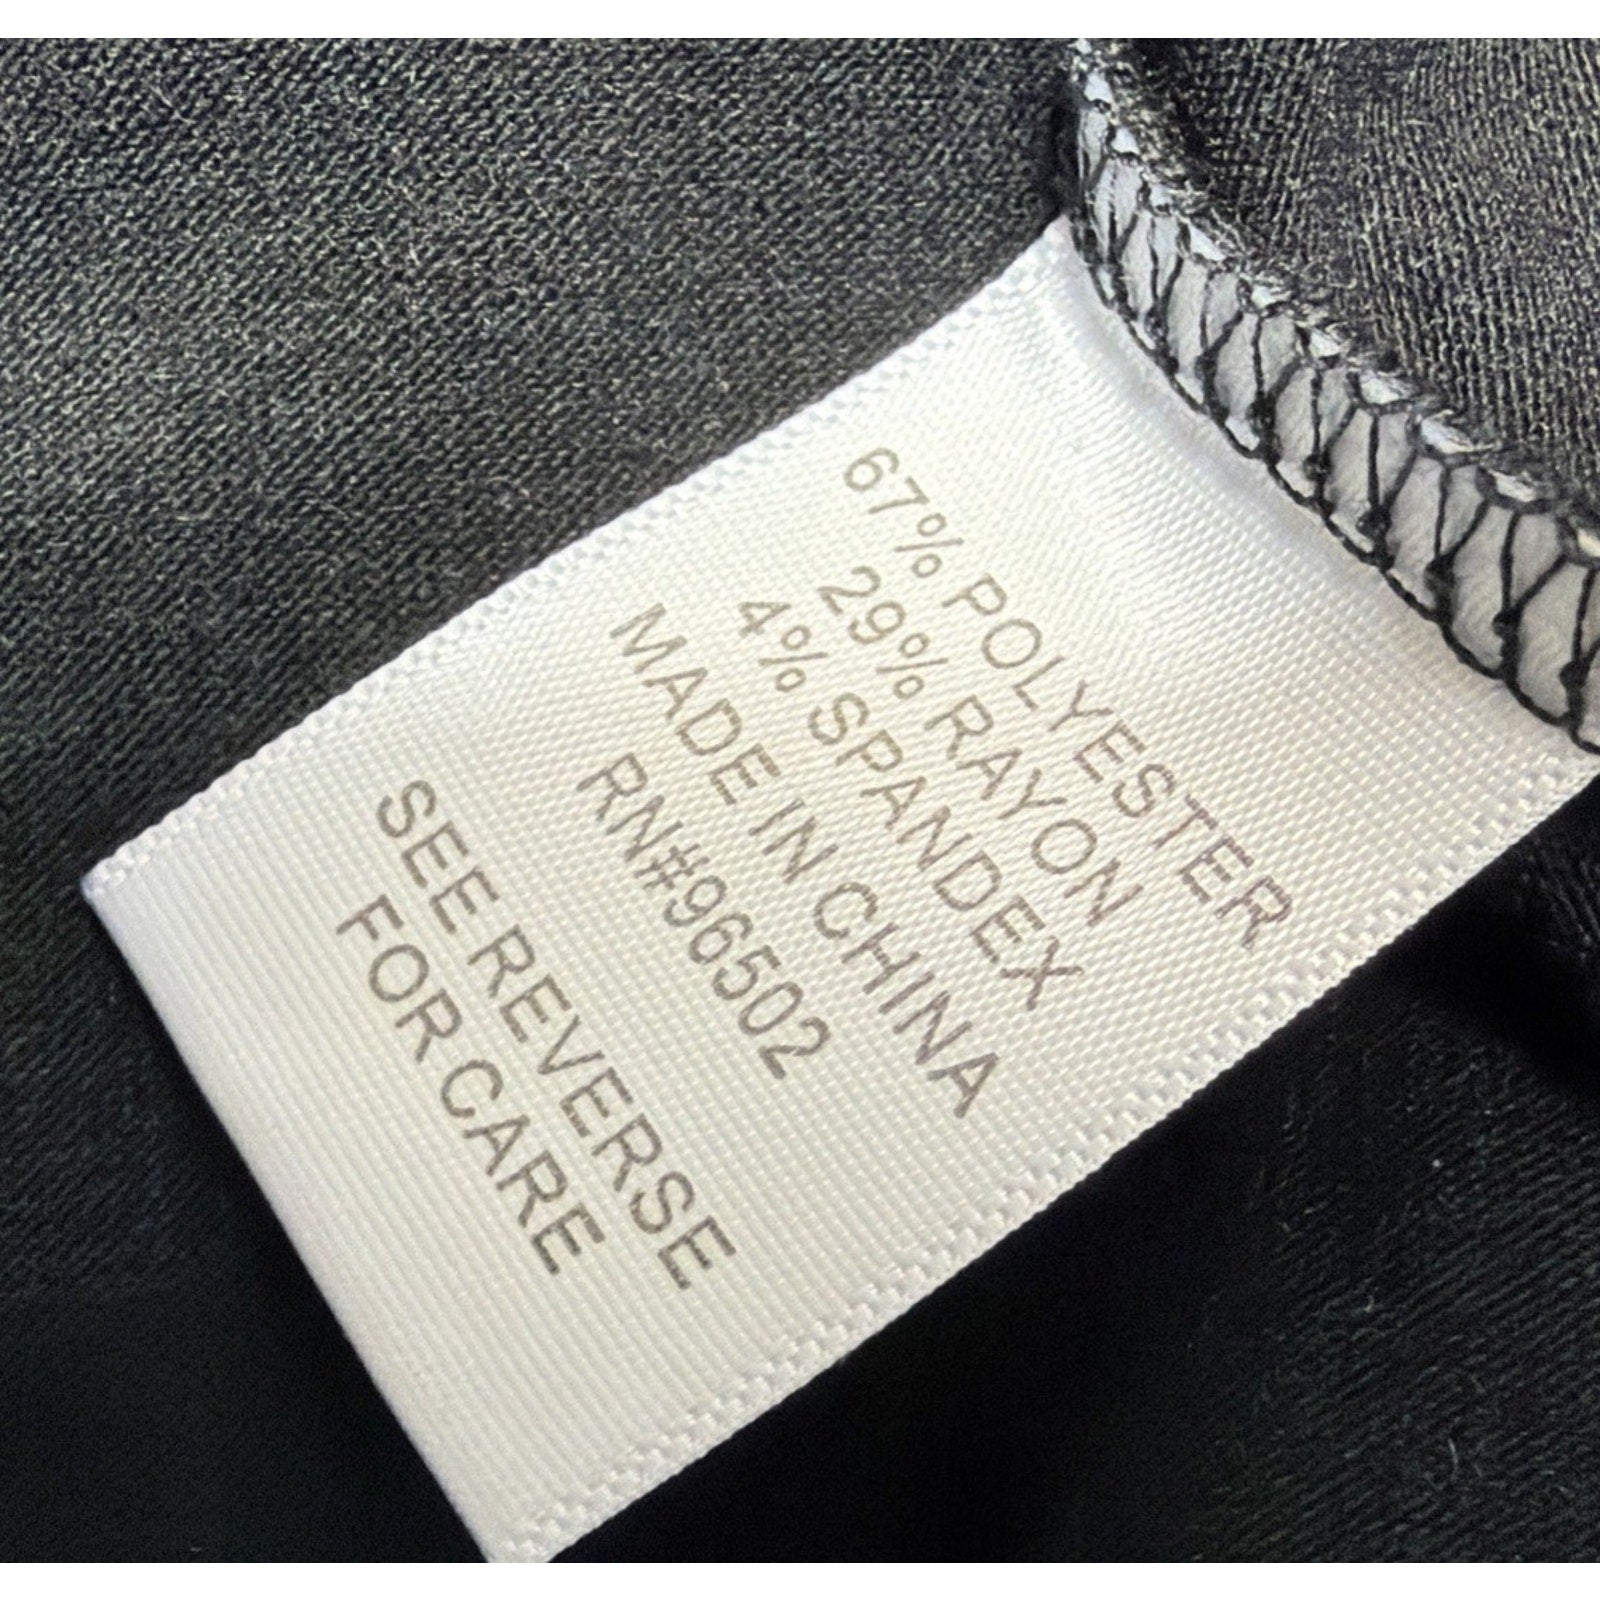 67% POLYESTER
29% RAYON
4% SPANDEX
MADE IN CHINA
RN#96502
SEE REVERSE
FOR CARE